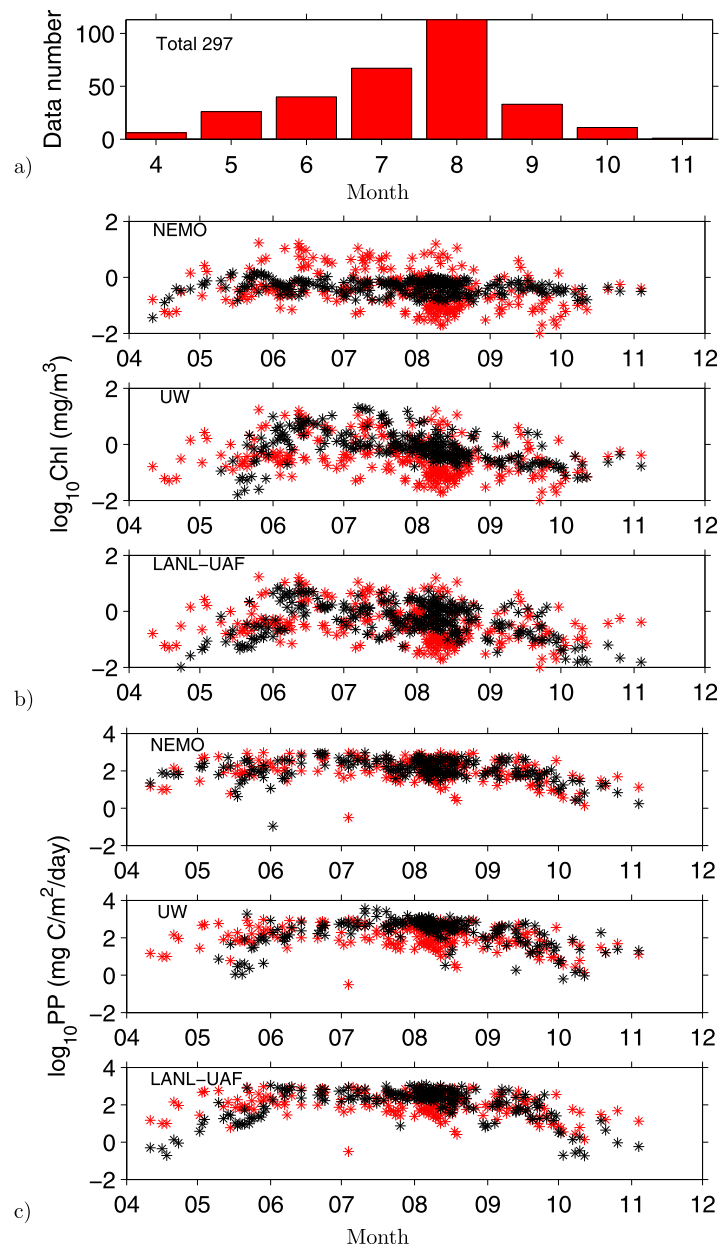 Total 297
Data number
100
50
0
4 5 6 7 8 9 10 11
a)
Month
NEMO
2
0
−2
04 05 06 07 08 09 10 11 12
UW
2
0
−2
04 05 06 07 08 09 10 11 12
log10Chl (mg/m3)
LANL−UAF
2
0
−2
04 05 06 07 08 09 10 11 12
b)
NEMO
4
2
0
−2
04 05 06 07 08 09 10 11 12
UW
4
2
0
−2
04 05 06 07 08 09 10 11 12
log10PP (mg C/m2/day)
LANL−UAF
4
2
0
−2
04 05 06 07 08 09 10 11 12
c)
Month